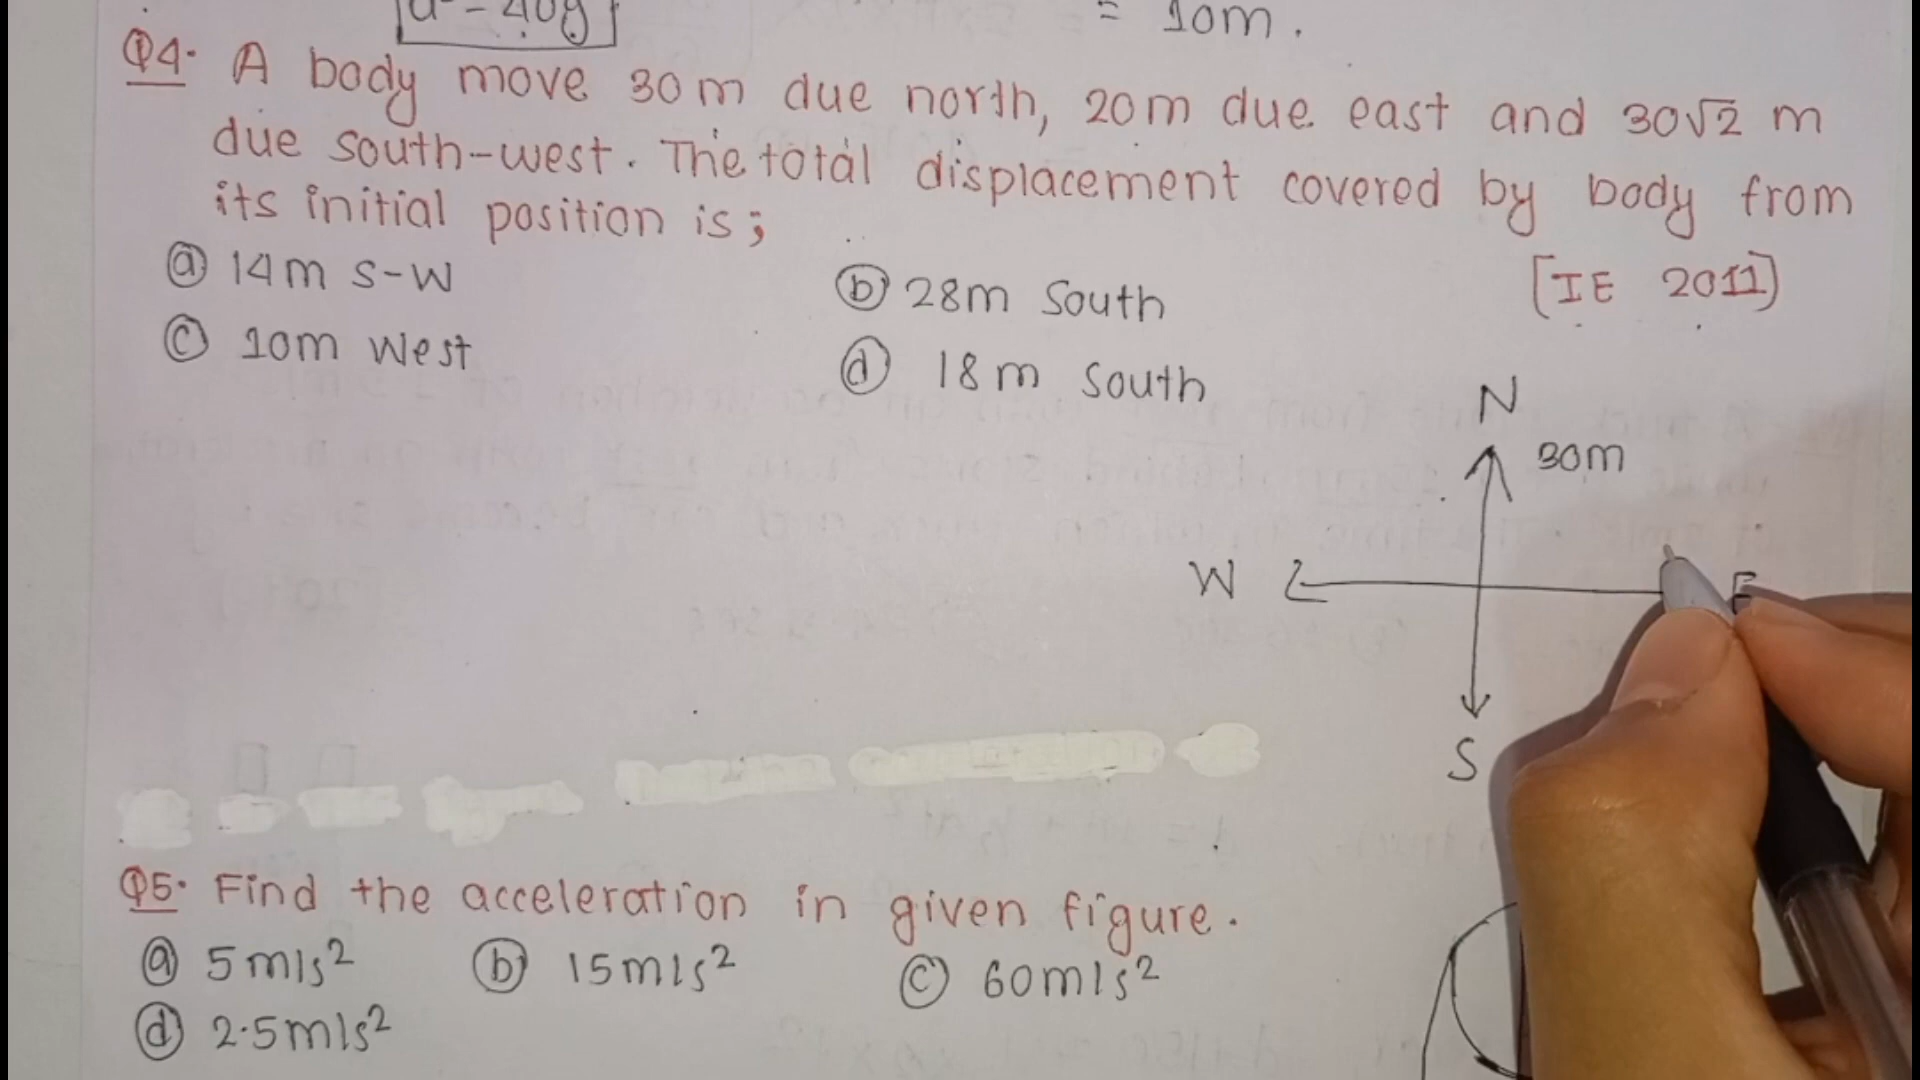 = 10m.
Q4. A body move 30m due north, 20m due east and 30√2 m
due south-west. The total displacement covered by body from
its initial position is;
[IE 2011]
ⓐ 14m S-W
ⓑ 28m South
ⓒ 10m West
ⓓ 18m South
N
30m
W
E
S
Q5. Find the acceleration in given figure.
ⓐ 5m/s²
ⓑ 15m/s²
ⓒ 60m/s²
ⓓ 2.5m/s²